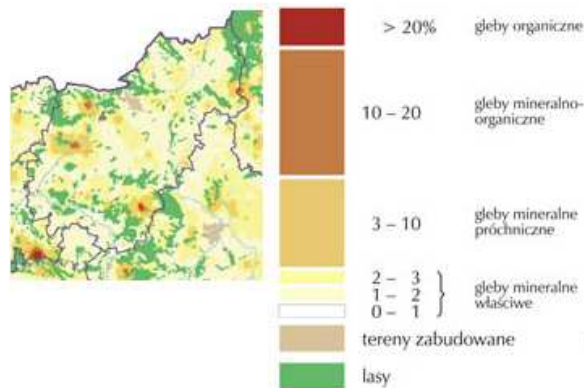 > 20% gleby organiczne
10 – 20 gleby mineralno-
organiczne
3 – 10 gleby mineralne
próchniczne
2 – 3
1 – 2 } gleby mineralne
0 – 1 właściwe
tereny zabudowane
lasy